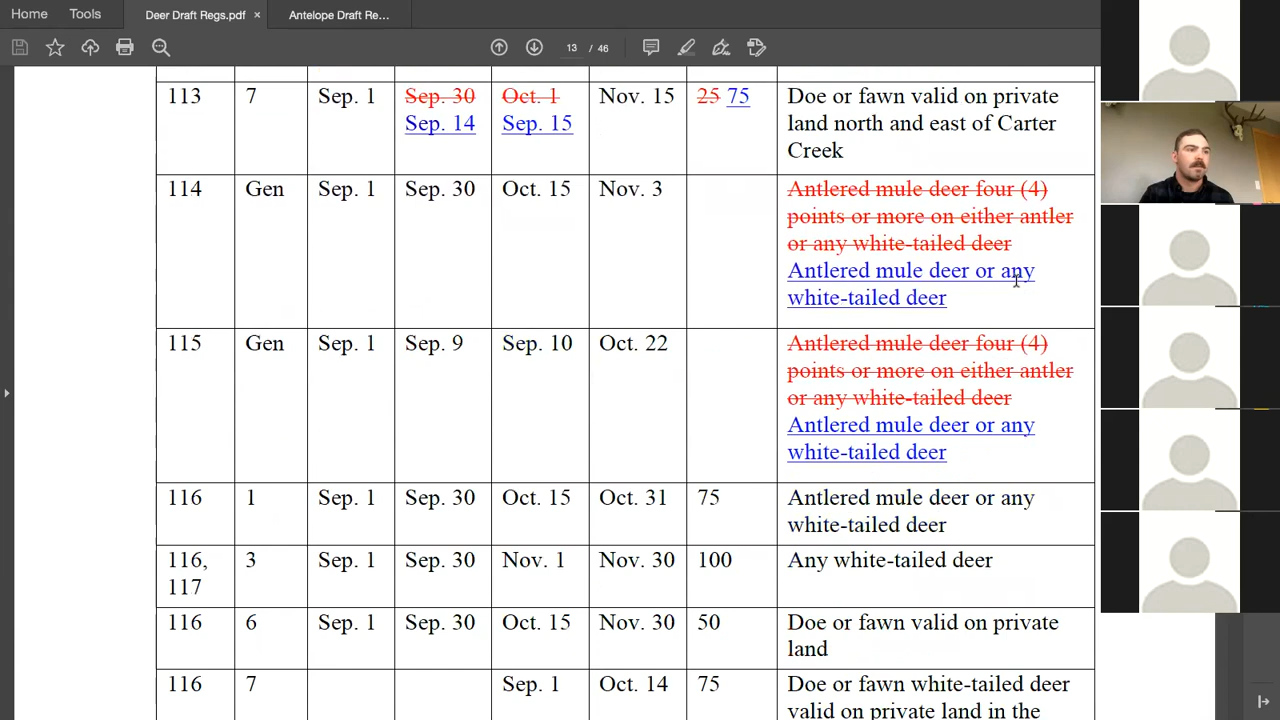 Home Tools Deer Draft Regs.pdf × Antelope Draft Re...
13 / 46
113 7 Sep. 1 Sep. 30 Oct. 1 Nov. 15 25 75 Doe or fawn valid on private
Sep. 14 Sep. 15 land north and east of Carter
Creek
114 Gen Sep. 1 Sep. 30 Oct. 15 Nov. 3 Antlered mule deer four (4)
points or more on either antler
or any white-tailed deer
Antlered mule deer or any
white-tailed deer
115 Gen Sep. 1 Sep. 9 Sep. 10 Oct. 22 Antlered mule deer four (4)
points or more on either antler
or any white-tailed deer
Antlered mule deer or any
white-tailed deer
116 1 Sep. 1 Sep. 30 Oct. 15 Oct. 31 75 Antlered mule deer or any
white-tailed deer
116, 3 Sep. 1 Sep. 30 Nov. 1 Nov. 30 100 Any white-tailed deer
117
116 6 Sep. 1 Sep. 30 Oct. 15 Nov. 30 50 Doe or fawn valid on private
land
116 7 Sep. 1 Oct. 14 75 Doe or fawn white-tailed deer
valid on private land in the